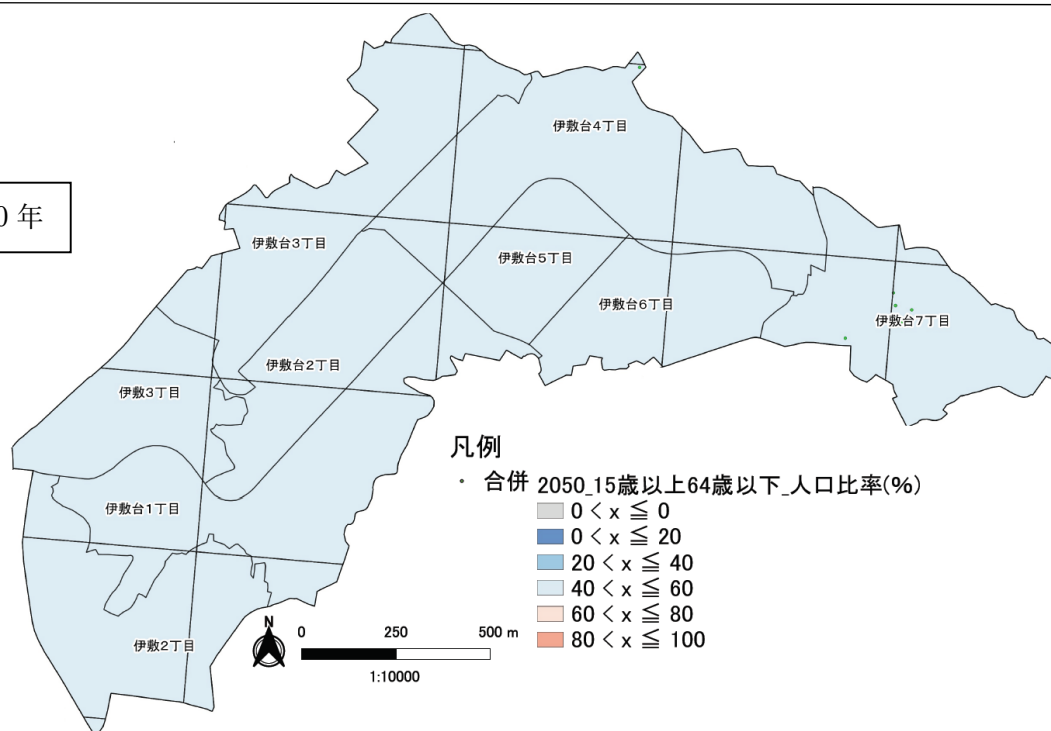 0 年
伊敷台4丁目
伊敷台3丁目
伊敷台5丁目
伊敷台6丁目
伊敷台7丁目
伊敷台2丁目
伊敷3丁目
伊敷台1丁目
伊敷2丁目
凡例
合併 2050_15歳以上64歳以下_人口比率(%)
0 < x ≦ 0
0 < x ≦ 20
20 < x ≦ 40
40 < x ≦ 60
60 < x ≦ 80
80 < x ≦ 100
N
0 250 500 m
1:10000